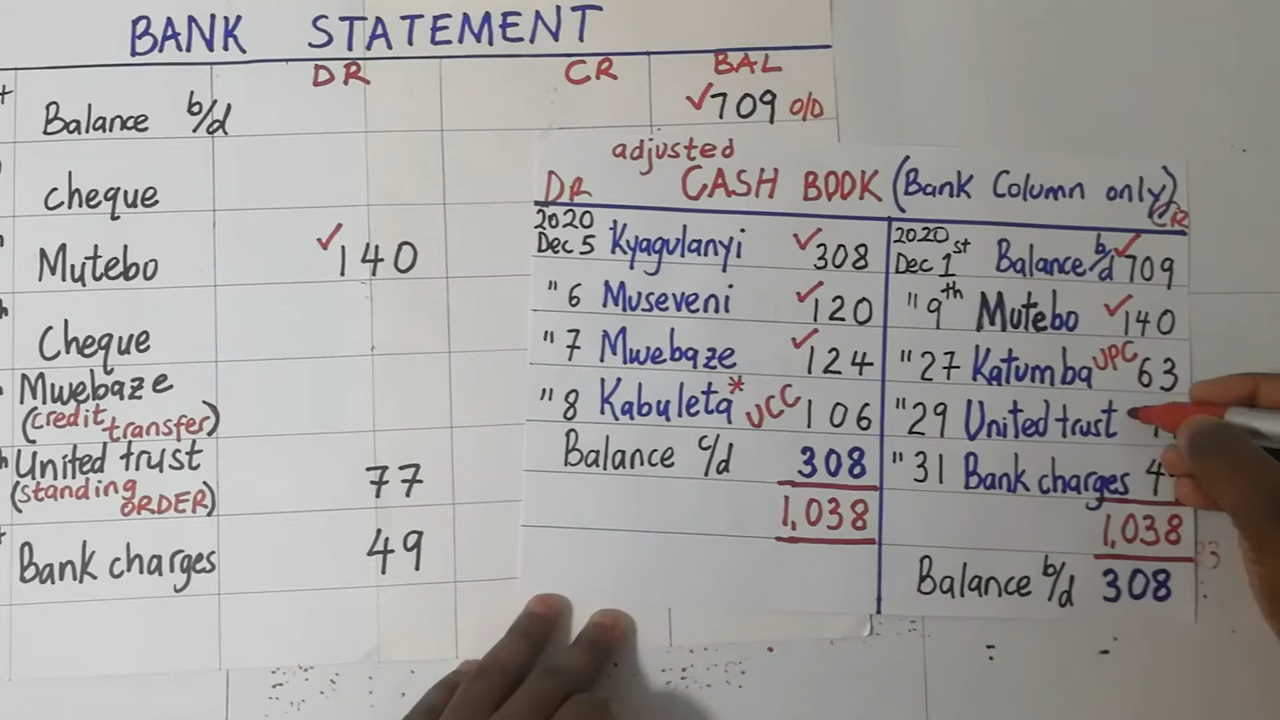 BANK STATEMENT
DR CR BAL
Balance b/d ✓709 O/D
cheque
Mutebo ✓140
Cheque
Mwebaze
(credit transfer)
United trust 77
(standing ORDER)
Bank charges 49
adjusted
DR CASH BOOK (Bank Column only) CR
2020
Dec 5 Kyagulanyi ✓308
" 6 Museveni ✓120
" 7 Mwebaze ✓124
" 8 Kabuleta* UCC 106
Balance c/d 308
1,038
2020
Dec 1st Balance b/d ✓709
" 9th Mutebo ✓140
" 27 Katumba UPC 63
" 29 United trust
" 31 Bank charges 4
1,038
Balance b/d 308